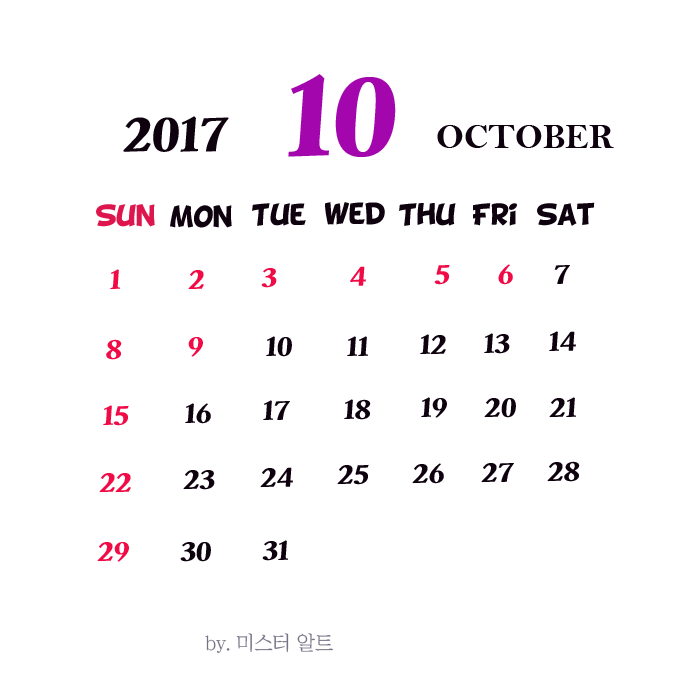 2017 10 OCTOBER
SUN MON TUE WED THU FRi SAT
1 2 3 4 5 6 7
8 9 10 11 12 13 14
15 16 17 18 19 20 21
22 23 24 25 26 27 28
29 30 31
by. 미스터 알트